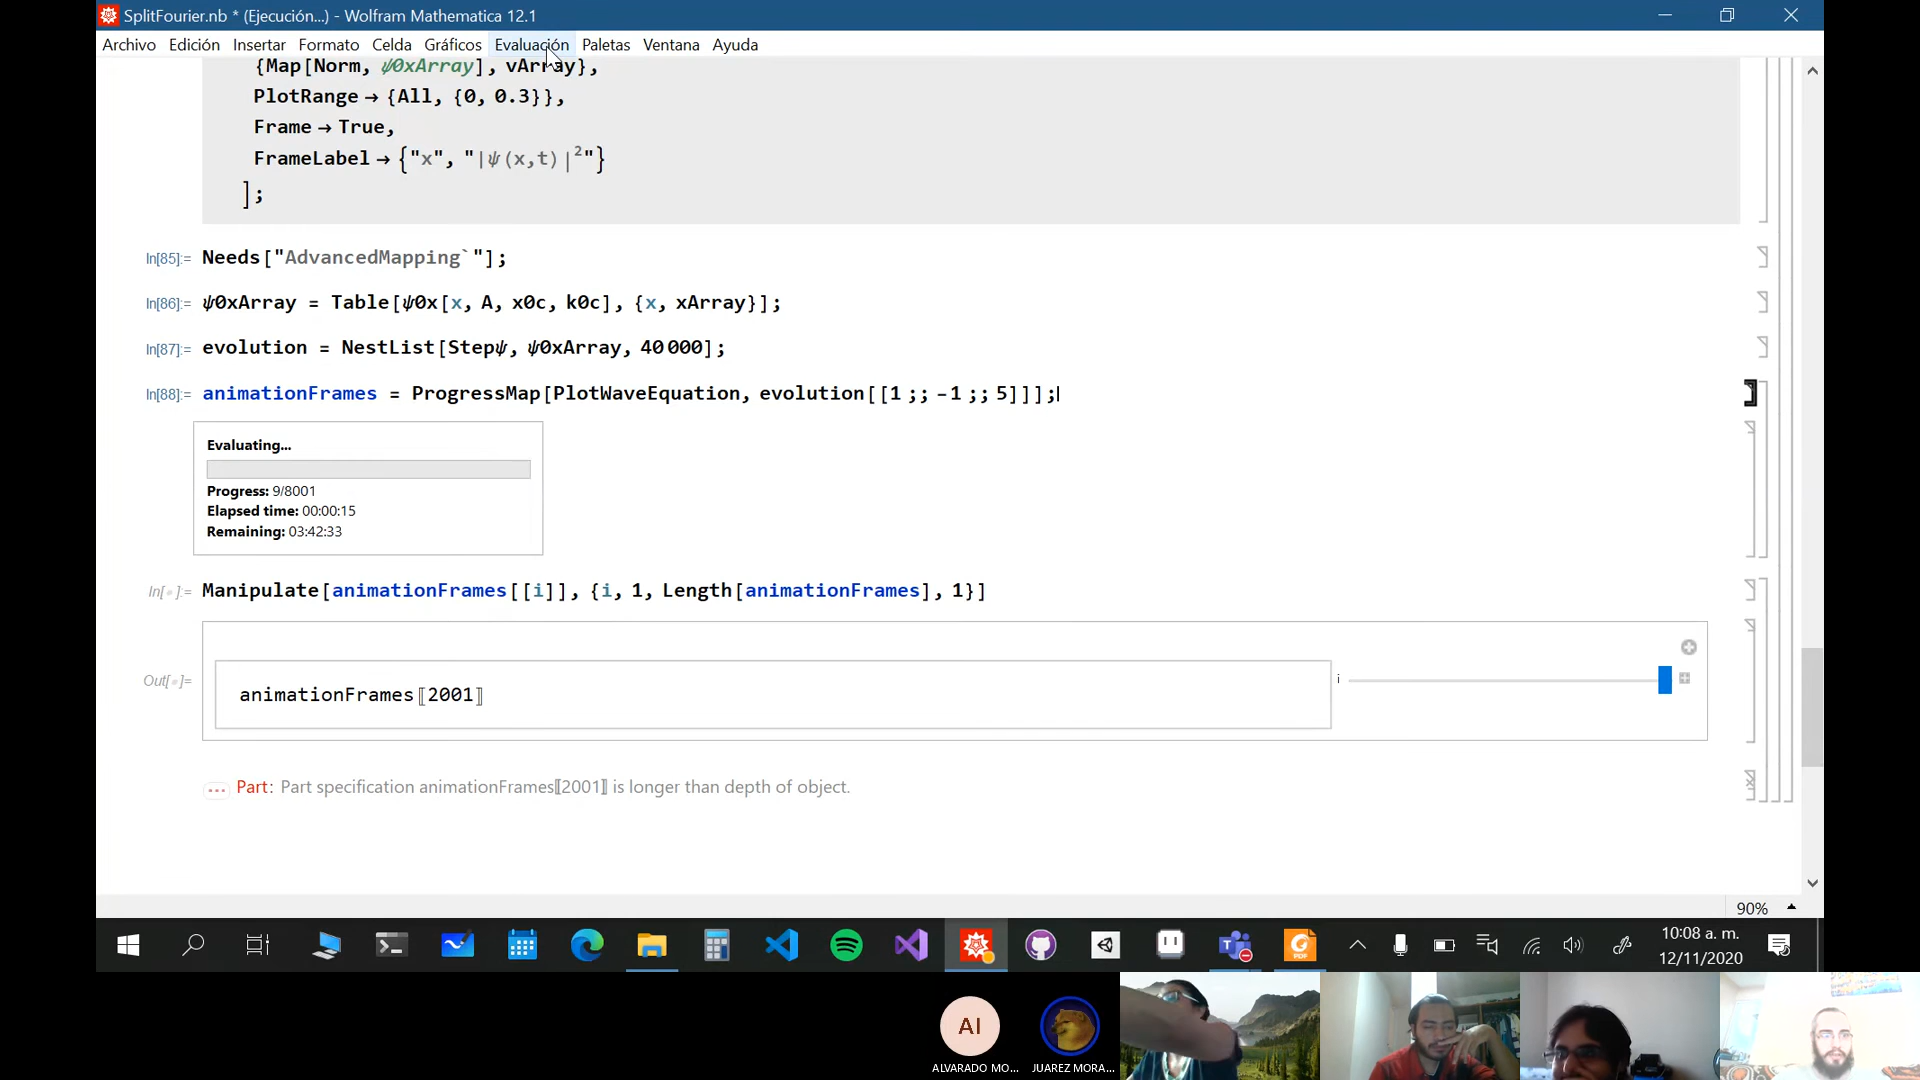 SplitFourier.nb * (Ejecución...) - Wolfram Mathematica 12.1
Archivo Edición Insertar Formato Celda Gráficos Evaluación Paletas Ventana Ayuda
{Map[Norm, ψ0xArray], vArray},
PlotRange → {All, {0, 0.3}},
Frame → True,
FrameLabel → {"x", "|ψ(x,t)|²"}
];
In[85]:= Needs["AdvancedMapping`"];
In[86]:= ψ0xArray = Table[ψ0x[x, A, x0c, k0c], {x, xArray}];
In[87]:= evolution = NestList[Stepψ, ψ0xArray, 40 000];
In[88]:= animationFrames = ProgressMap[PlotWaveEquation, evolution[[1 ;; -1 ;; 5]]];
Evaluating...
Progress: 9/8001
Elapsed time: 00:00:15
Remaining: 03:42:33
In[◦]:= Manipulate[animationFrames[[i]], {i, 1, Length[animationFrames], 1}]
Out[◦]= animationFrames〚2001〛
i
... Part: Part specification animationFrames〚2001〛 is longer than depth of object.
90%
10:08 a. m.
12/11/2020
AI
ALVARADO MO... JUAREZ MORA...